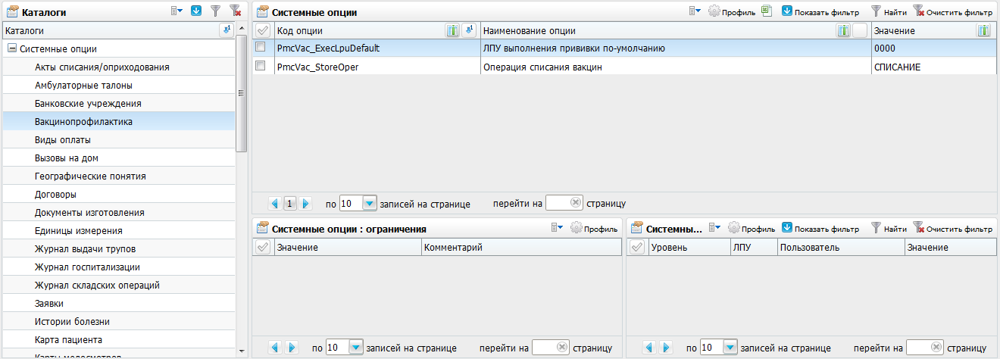 Каталоги
Каталоги
Системные опции
Акты списания/оприходования
Амбулаторные талоны
Банковские учреждения
Вакцинопрофилактика
Виды оплаты
Вызовы на дом
Географические понятия
Договоры
Документы изготовления
Единицы измерения
Журнал выдачи трупов
Журнал госпитализации
Журнал складских операций
Заявки
Истории болезни
Карта пациента
Карты медосмотров
Системные опции Профиль Показать фильтр Найти Очистить фильтр
Код опции Наименование опции Значение
PmcVac_ExecLpuDefault ЛПУ выполнения прививки по-умолчанию 0000
PmcVac_StoreOper Операция списания вакцин СПИСАНИЕ
1 по 10 записей на странице перейти на страницу
Системные опции : ограничения Профиль
Значение Комментарий
по 10 записей на странице перейти на страницу
Системны... Профиль Показать фильтр Найти Очистить фильтр
Уровень ЛПУ Пользователь Значение
по 10 записей на странице перейти на страницу